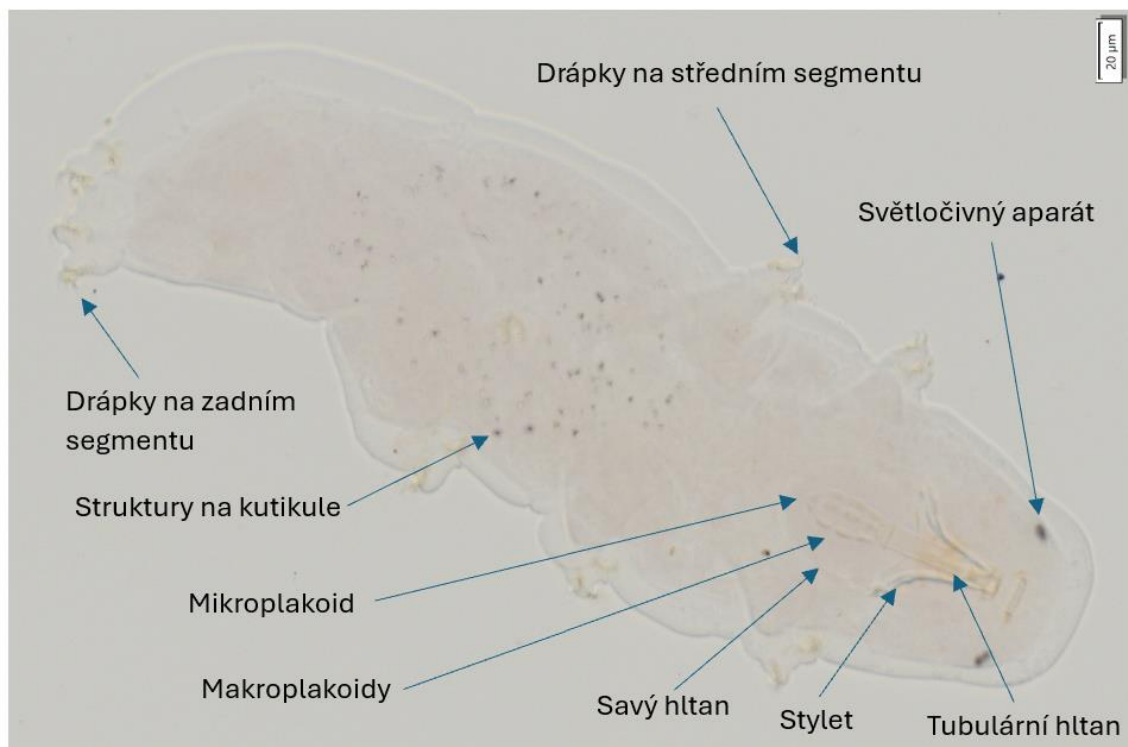 20 µm
Drápky na středním segmentu
Světločivný aparát
Drápky na zadním
segmentu
Struktury na kutikule
Mikroplakoid
Makroplakoidy
Savý hltan
Stylet
Tubulární hltan